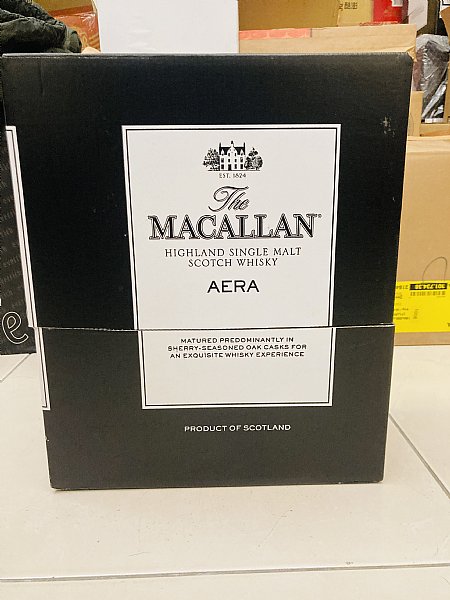 EST. 1824
The
MACALLAN
HIGHLAND SINGLE MALT
SCOTCH WHISKY
AERA
MATURED PREDOMINANTLY IN
SHERRY-SEASONED OAK CASKS FOR
AN EXQUISITE WHISKY EXPERIENCE
PRODUCT OF SCOTLAND
e